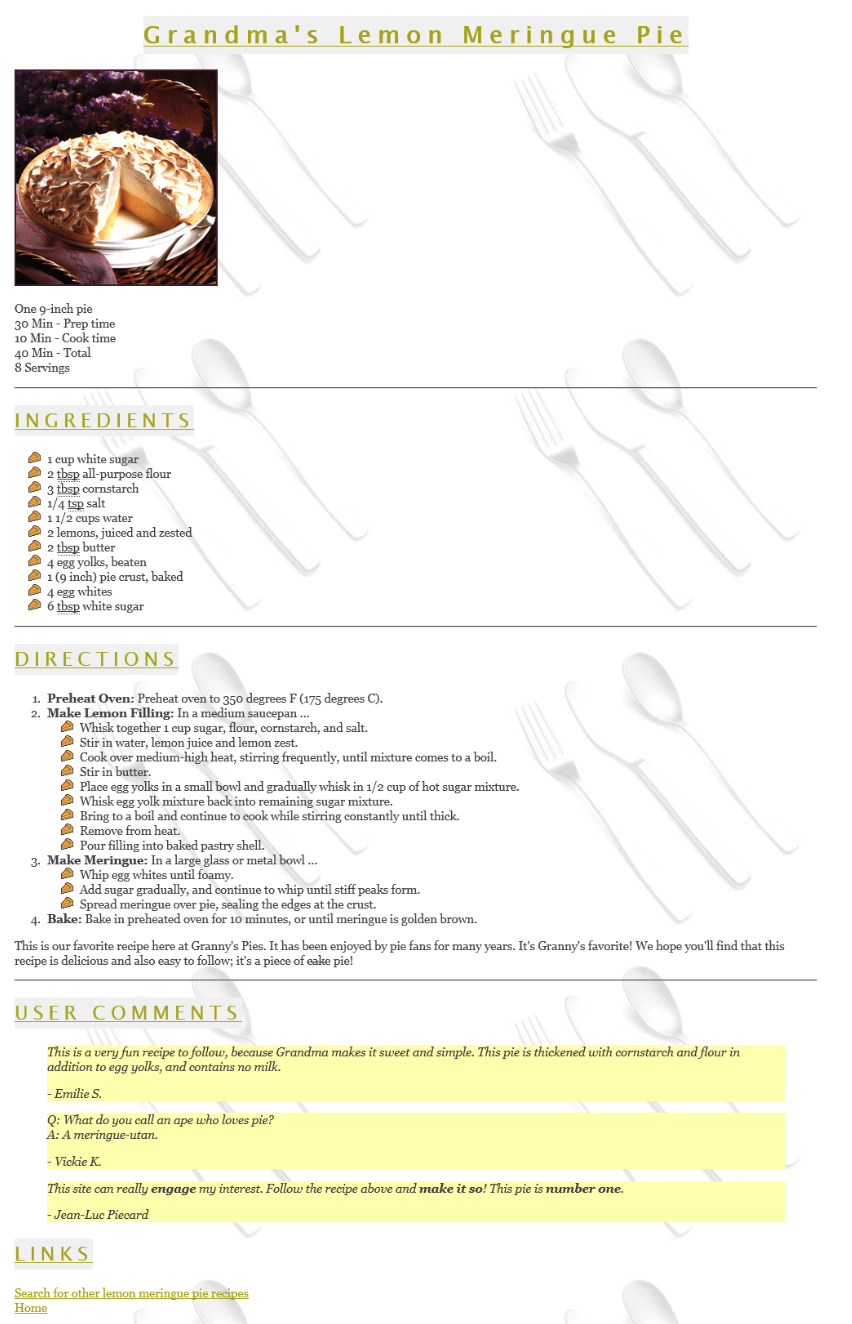 Grandma's Lemon Meringue Pie
One 9-inch pie
30 Min - Prep time
10 Min - Cook time
40 Min - Total
8 Servings
INGREDIENTS
1 cup white sugar
2 tbsp all-purpose flour
3 tbsp cornstarch
1/4 tsp salt
1 1/2 cups water
2 lemons, juiced and zested
2 tbsp butter
4 egg yolks, beaten
1 (9 inch) pie crust, baked
4 egg whites
6 tbsp white sugar
DIRECTIONS
1. Preheat Oven: Preheat oven to 350 degrees F (175 degrees C).
2. Make Lemon Filling: In a medium saucepan ...
Whisk together 1 cup sugar, flour, cornstarch, and salt.
Stir in water, lemon juice and lemon zest.
Cook over medium-high heat, stirring frequently, until mixture comes to a boil.
Stir in butter.
Place egg yolks in a small bowl and gradually whisk in 1/2 cup of hot sugar mixture.
Whisk egg yolk mixture back into remaining sugar mixture.
Bring to a boil and continue to cook while stirring constantly until thick.
Remove from heat.
Pour filling into baked pastry shell.
3. Make Meringue: In a large glass or metal bowl ...
Whip egg whites until foamy.
Add sugar gradually, and continue to whip until stiff peaks form.
Spread meringue over pie, sealing the edges at the crust.
4. Bake: Bake in preheated oven for 10 minutes, or until meringue is golden brown.
This is our favorite recipe here at Granny's Pies. It has been enjoyed by pie fans for many years. It's Granny's favorite! We hope you'll find that this
recipe is delicious and also easy to follow; it's a piece of cake pie!
USER COMMENTS
This is a very fun recipe to follow, because Grandma makes it sweet and simple. This pie is thickened with cornstarch and flour in
addition to egg yolks, and contains no milk.
- Emilie S.
Q: What do you call an ape who loves pie?
A: A meringue-utan.
- Vickie K.
This site can really engage my interest. Follow the recipe above and make it so! This pie is number one.
- Jean-Luc Piecard
LINKS
Search for other lemon meringue pie recipes
Home